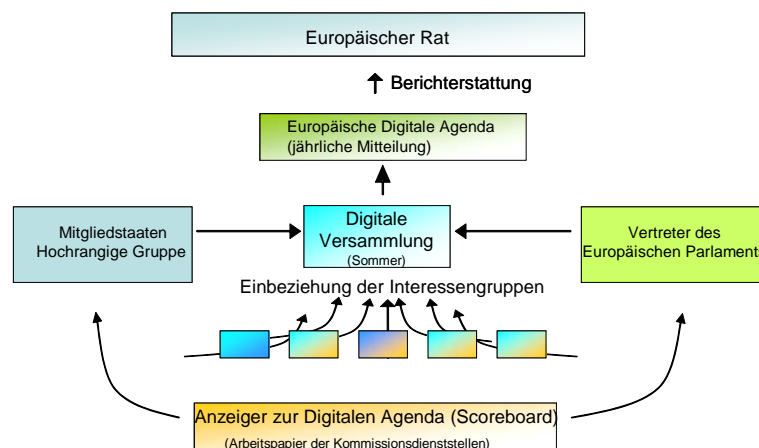 Europäischer Rat
Berichterstattung
Europäische Digitale Agenda
(jährliche Mitteilung)
Mitgliedstaaten
Hochrangige Gruppe
Digitale
Versammlung
(Sommer)
Vertreter des
Europäischen Parlaments
Einbeziehung der Interessengruppen
Anzeiger zur Digitalen Agenda (Scoreboard)
(Arbeitspapier der Kommissionsdienststellen)